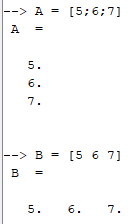 --> A = [5;6;7]
A  =
5.
6.
7.
--> B = [5 6 7]
B  =
5.   6.   7.